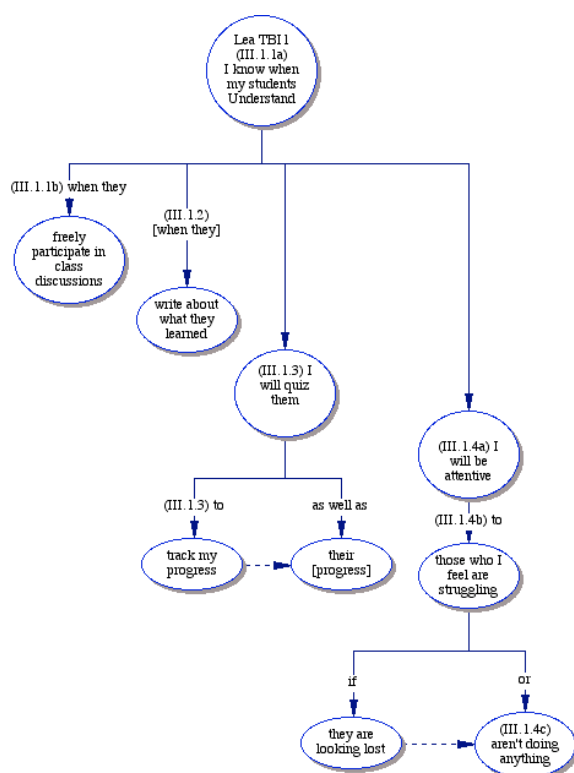 Lea TBI 1
(III.1.1a)
I know when
my students
Understand
(III.1.1b) when they
freely
participate in
class
discussions
(III.1.2)
[when they]
write about
what they
learned
(III.1.3) I
will quiz
them
(III.1.3) to
track my
progress
as well as
their
[progress]
(III.1.4a) I
will be
attentive
(III.1.4b) to
those who I
feel are
struggling
if
they are
looking lost
or
(III.1.4c)
aren't doing
anything